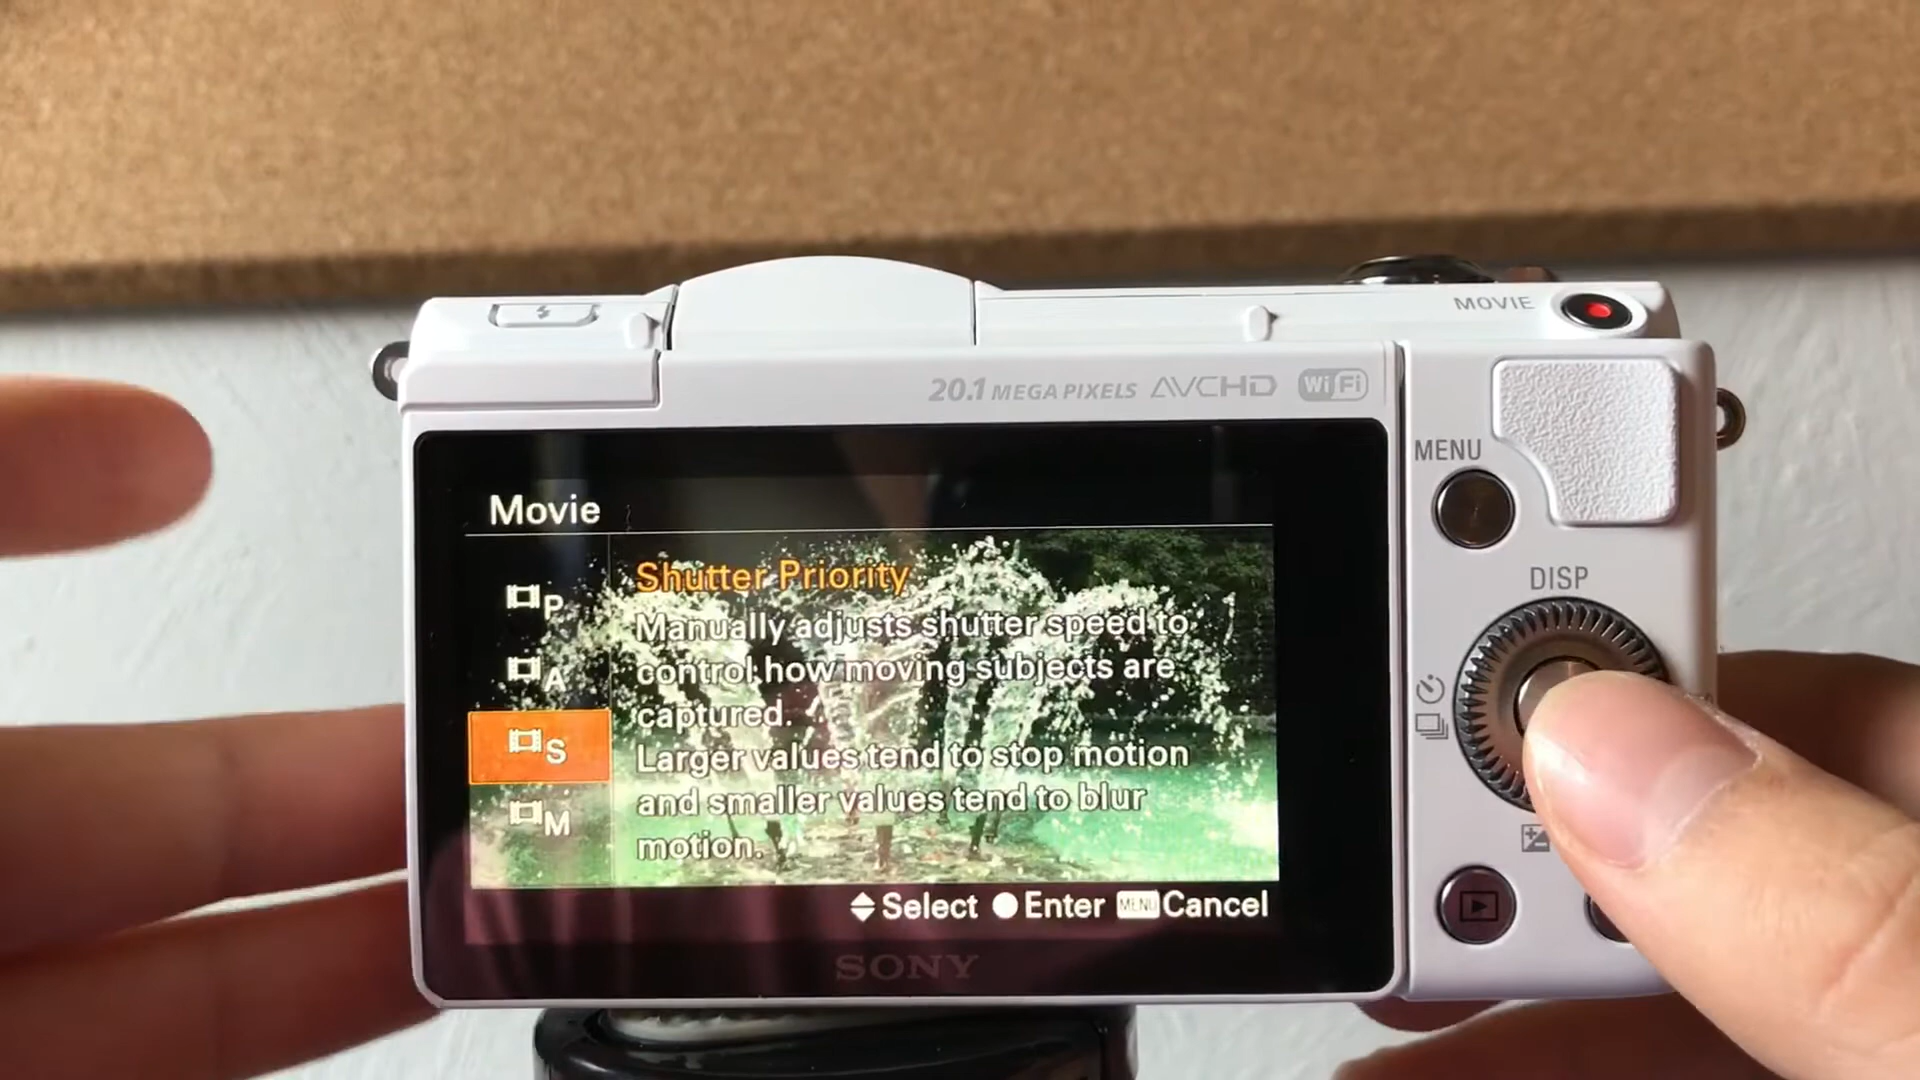 MOVIE
20.1 MEGA PIXELS AVCHD WiFi
MENU
DISP
Movie
Shutter Priority
P
Manually adjusts shutter speed to
A
control how moving subjects are
captured.
S
Larger values tend to stop motion
M
and smaller values tend to blur
motion.
Select Enter MENU Cancel
SONY